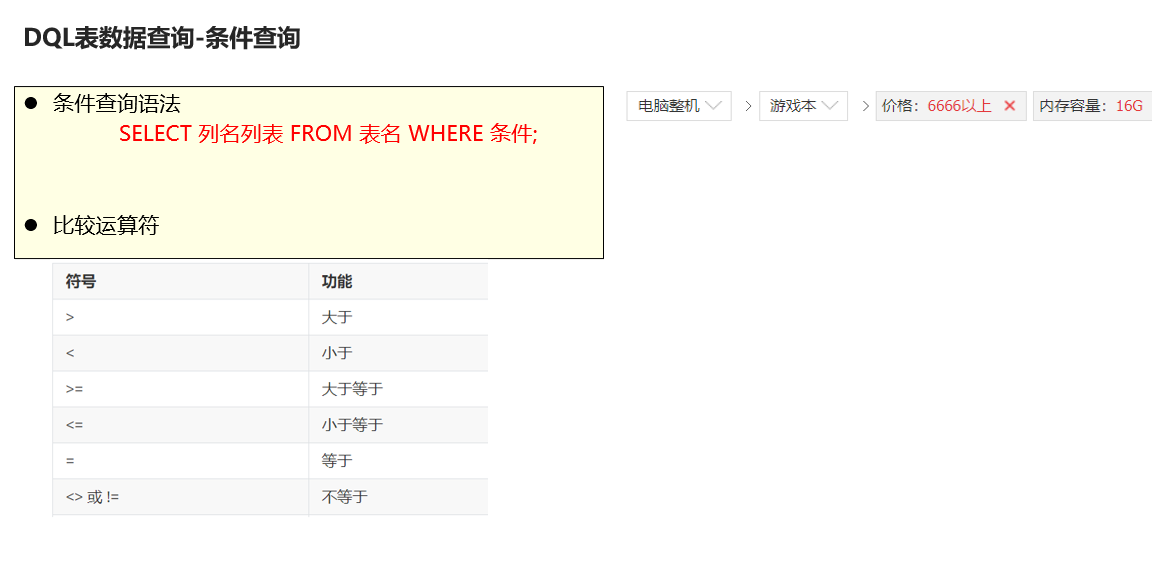 DQL表数据查询-条件查询
● 条件查询语法
SELECT 列名列表 FROM 表名 WHERE 条件;
● 比较运算符
电脑整机 > 游戏本 > 价格：6666以上 × 内存容量：16G
符号 功能
> 大于
< 小于
>= 大于等于
<= 小于等于
= 等于
<> 或 != 不等于